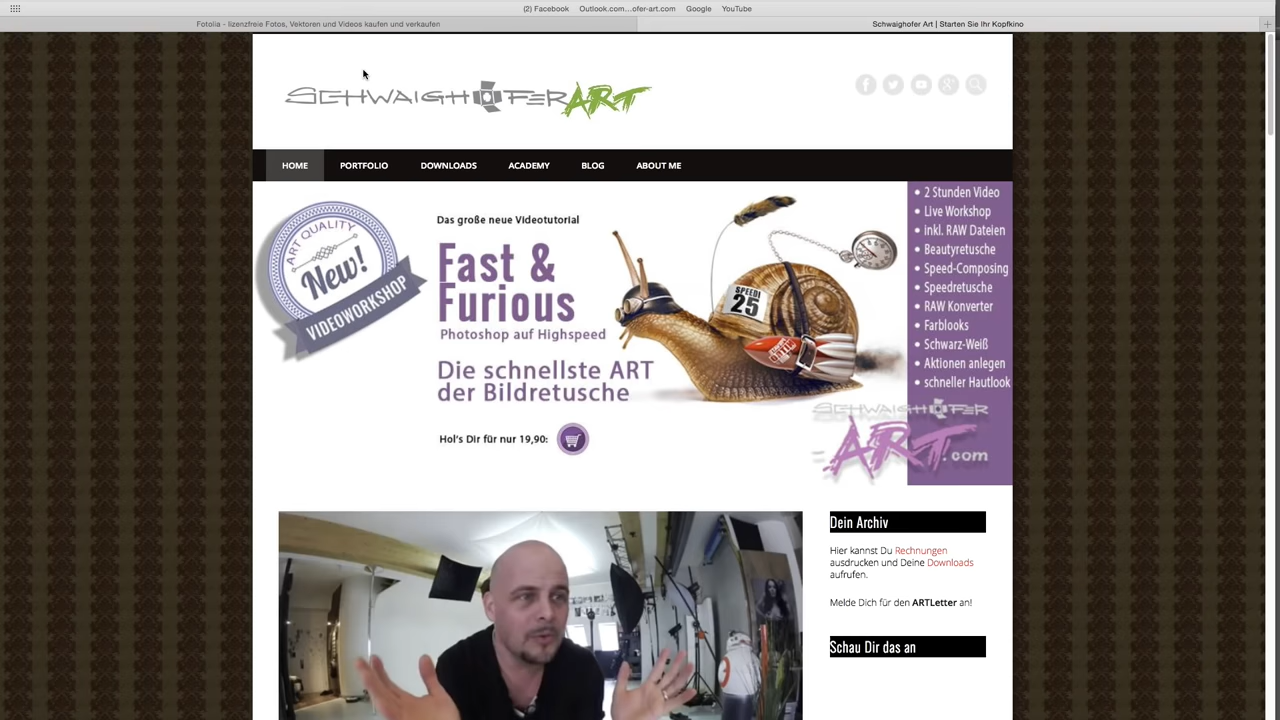 (2) Facebook Outlook.com...ofer-art.com Google YouTube
Fotolia - lizenzfreie Fotos, Vektoren und Videos kaufen und verkaufen
Schwaighofer Art | Starten Sie Ihr Kopfkino
SCHWAIGHOFER ART
HOME PORTFOLIO DOWNLOADS ACADEMY BLOG ABOUT ME
ART QUALITY
New!
VIDEOWORKSHOP
Das große neue Videotutorial
Fast &
Furious
Photoshop auf Highspeed
Die schnellste ART
der Bildretusche
Hol's Dir für nur 19,90:
SPEEDI
25
• 2 Stunden Video
• Live Workshop
• inkl. RAW Dateien
• Beautyretusche
• Speed-Composing
• Speedretusche
• RAW Konverter
• Farblooks
• Schwarz-Weiß
• Aktionen anlegen
• schneller Hautlook
SCHWAIGHOFER
ART.com
Dein Archiv
Hier kannst Du Rechnungen
ausdrucken und Deine Downloads
aufrufen.
Melde Dich für den ARTLetter an!
Schau Dir das an